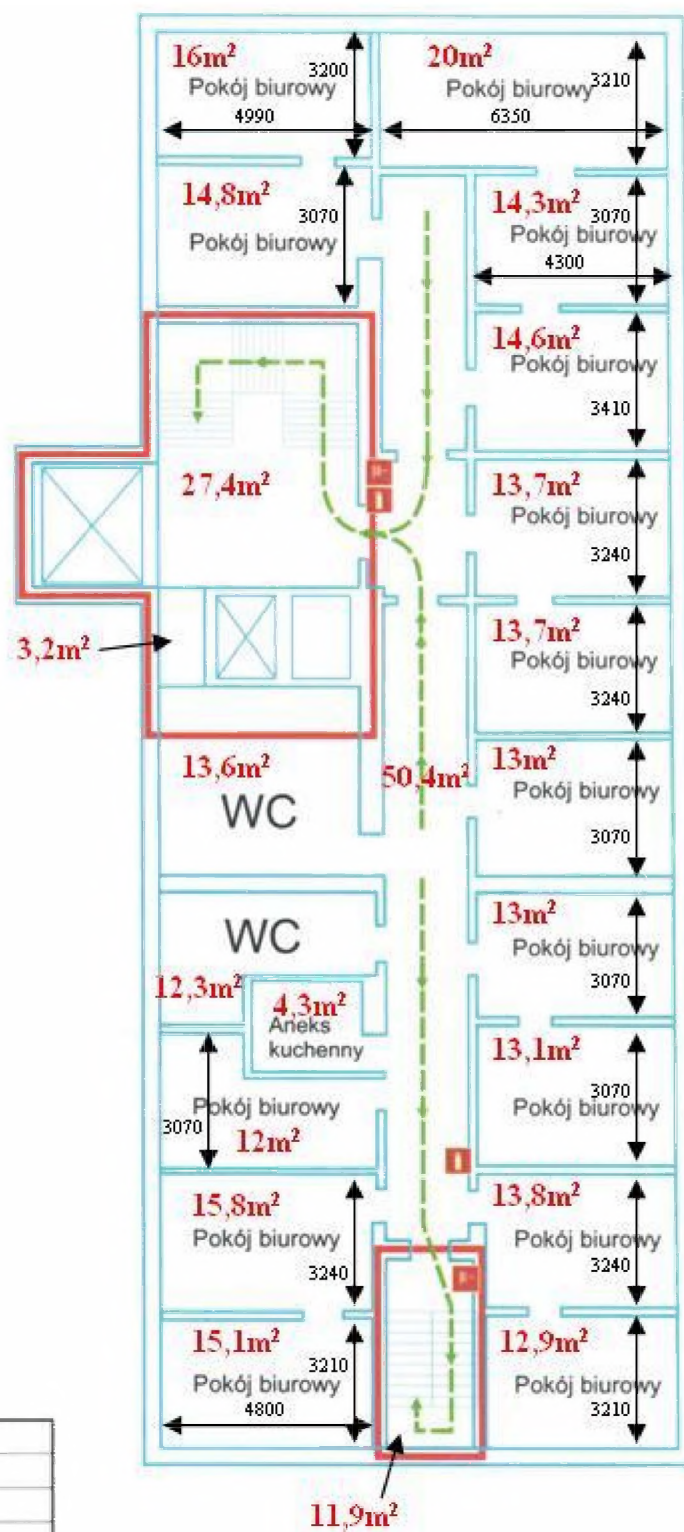 16m²
Pokój biurowy
3200
4990
20m²
Pokój biurowy
3210
6350
14,8m²
3070
Pokój biurowy
14,3m²
3070
Pokój biurowy
4300
14,6m²
Pokój biurowy
3410
27,4m²
13,7m²
Pokój biurowy
3240
3,2m²
13,7m²
Pokój biurowy
3240
13,6m²
WC
50,4m²
13m²
Pokój biurowy
3070
WC
12,3m²
13m²
Pokój biurowy
3070
4,3m²
Aneks
kuchenny
13,1m²
3070
Pokój biurowy
Pokój biurowy
3070
12m²
15,8m²
Pokój biurowy
3240
13,8m²
Pokój biurowy
3240
15,1m²
3210
Pokój biurowy
4800
12,9m²
Pokój biurowy
3210
11,9m²